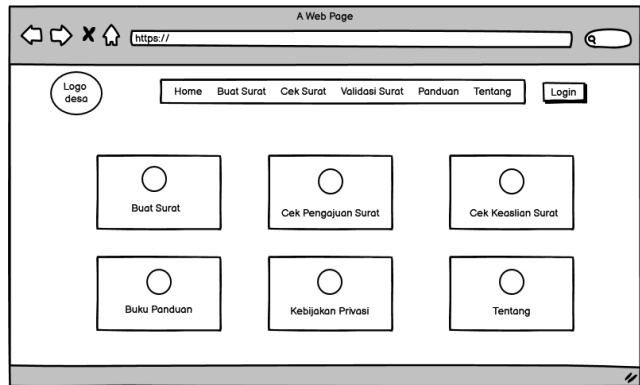 A Web Page
https://
Logo
desa
Home Buat Surat Cek Surat Validasi Surat Panduan Tentang
Login
Buat Surat
Cek Pengajuan Surat
Cek Keaslian Surat
Buku Panduan
Kebijakan Privasi
Tentang